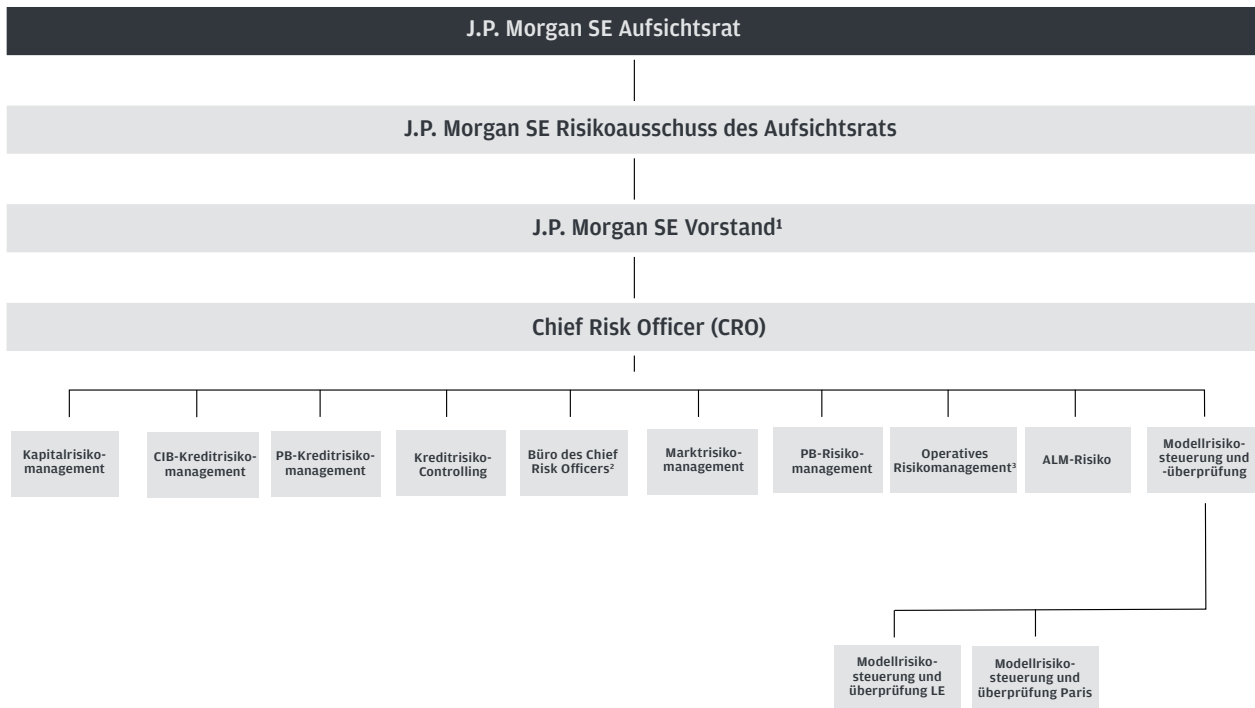 J.P. Morgan SE Aufsichtsrat
J.P. Morgan SE Risikoausschuss des Aufsichtsrats
J.P. Morgan SE Vorstand¹
Chief Risk Officer (CRO)
Kapitalrisiko-
management
CIB-Kreditrisiko-
management
PB-Kreditrisiko-
management
Kreditrisiko-
Controlling
Büro des Chief
Risk Officers²
Marktrisiko-
management
PB-Risiko-
management
Operatives
Risikomanagement³
ALM-Risiko
Modellrisiko-
steuerung und
-überprüfung
Modellrisiko-
steuerung und
überprüfung LE
Modellrisiko-
steuerung und
überprüfung Paris